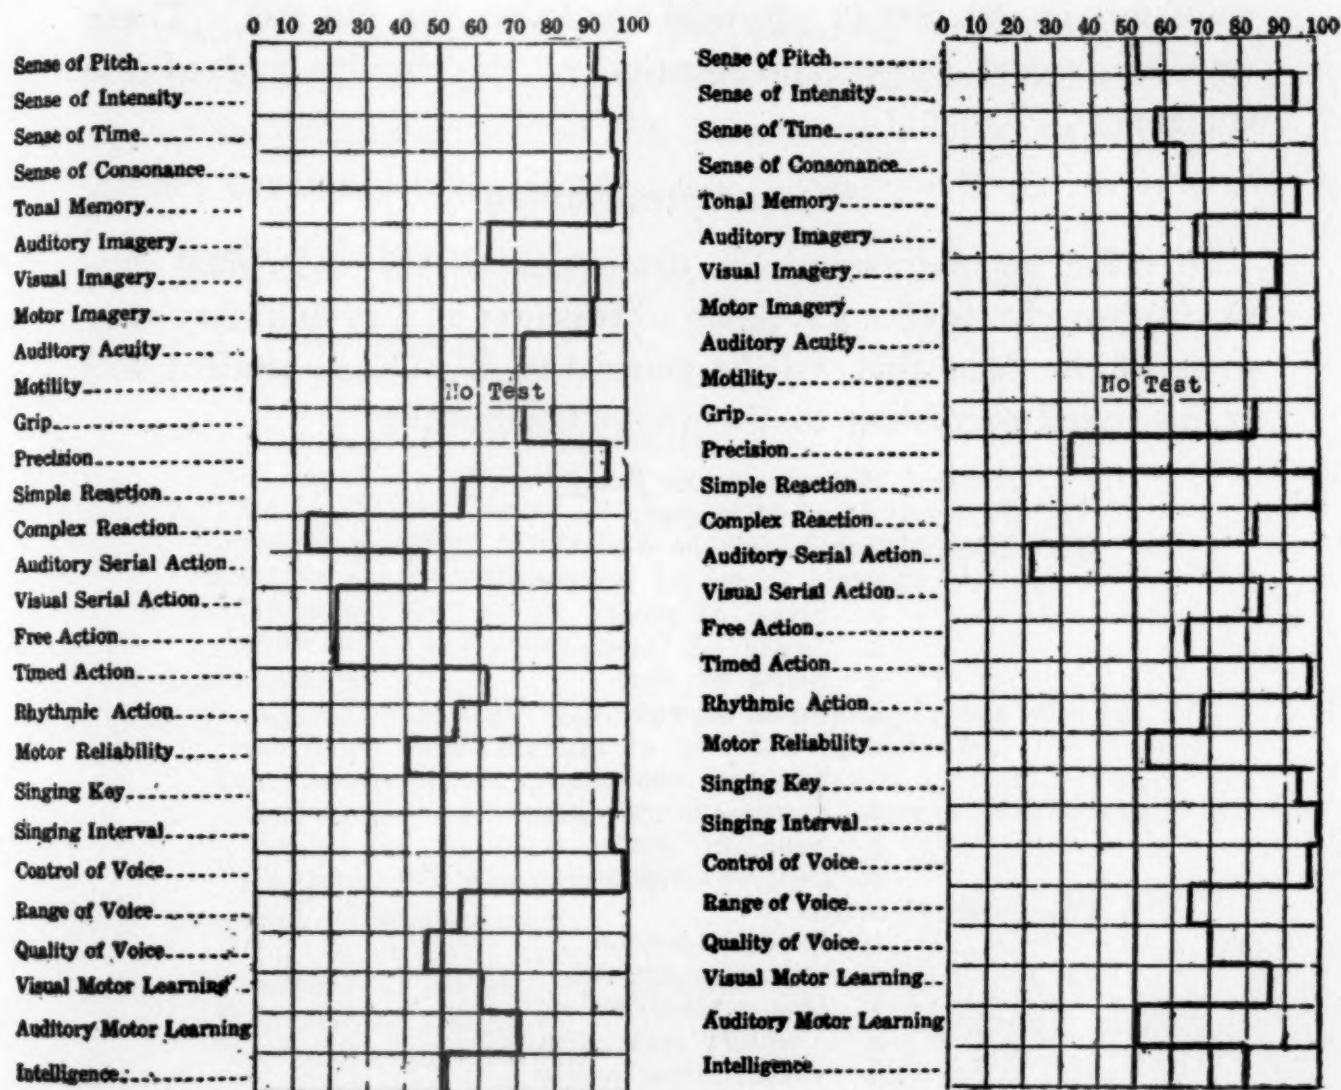 0 10 20 30 40 50 60 70 80 90 100
Sense of Pitch
Sense of Intensity
Sense of Time
Sense of Consonance
Tonal Memory
Auditory Imagery
Visual Imagery
Motor Imagery
Auditory Acuity
Motility
No Test
Grip
Precision
Simple Reaction
Complex Reaction
Auditory Serial Action
Visual Serial Action
Free Action
Timed Action
Rhythmic Action
Motor Reliability
Singing Key
Singing Interval
Control of Voice
Range of Voice
Quality of Voice
Visual Motor Learning
Auditory Motor Learning
Intelligence
0 10 20 30 40 50 60 70 80 90 100
Sense of Pitch
Sense of Intensity
Sense of Time
Sense of Consonance
Tonal Memory
Auditory Imagery
Visual Imagery
Motor Imagery
Auditory Acuity
Motility
No Test
Grip
Precision
Simple Reaction
Complex Reaction
Auditory Serial Action
Visual Serial Action
Free Action
Timed Action
Rhythmic Action
Motor Reliability
Singing Key
Singing Interval
Control of Voice
Range of Voice
Quality of Voice
Visual Motor Learning
Auditory Motor Learning
Intelligence